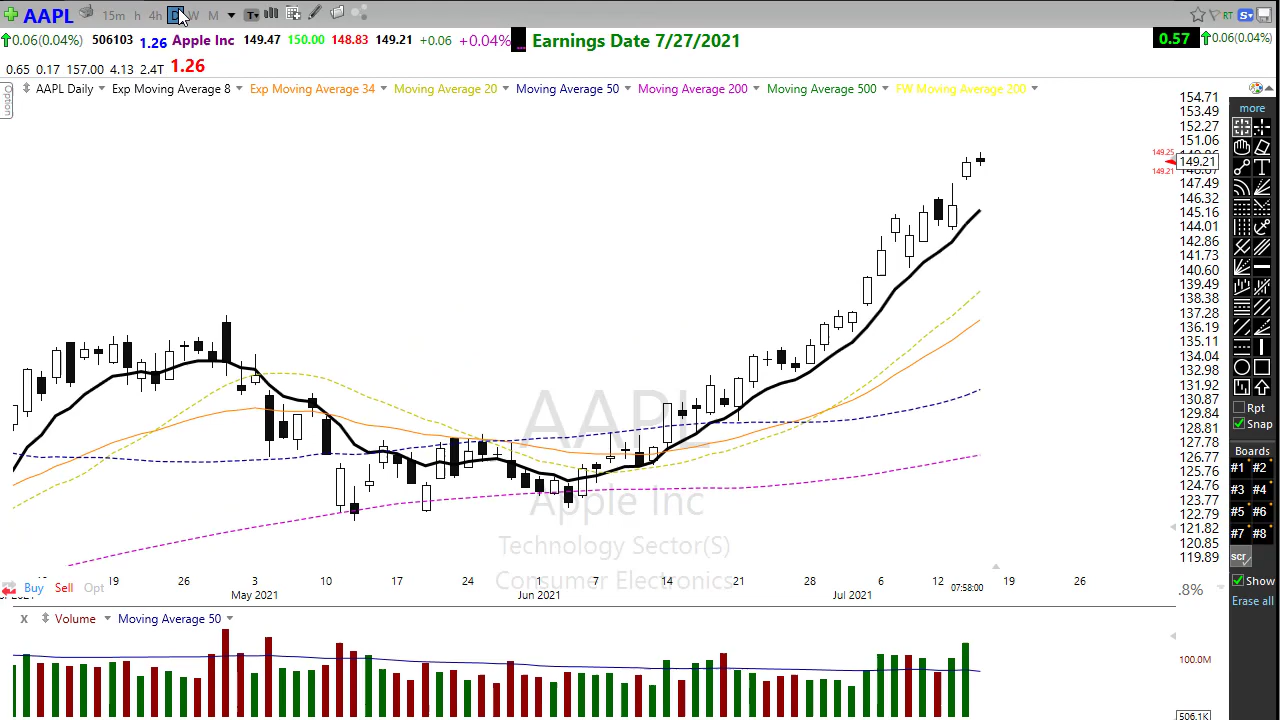 AAPL 15m h 4h D W M T
S RT
0.06(0.04%) 506103 1.26 Apple Inc 149.47 150.00 148.83 149.21 +0.06 +0.04% Earnings Date 7/27/2021 0.57 0.06(0.04%)
0.65 0.17 157.00 4.13 2.4T 1.26
Option
AAPL Daily Exp Moving Average 8 Exp Moving Average 34 Moving Average 20 Moving Average 50 Moving Average 200 Moving Average 500 FW Moving Average 200
154.71
153.49
152.27
151.06
149.25
149.21
149.21
147.49
146.32
145.16
144.01
142.86
141.73
140.60
139.49
138.38
137.28
136.19
135.11
134.04
132.98
131.92
130.87
129.84
128.81
127.78
126.77
125.76
124.76
123.77
122.79
121.82
120.85
119.89
AAPL
Apple Inc
Technology Sector(S)
Consumer Electronics
19 26 3 10 17 24 1 7 14 21 28 6 12 19 26
07:58:00
Buy Sell Opt
May 2021 Jun 2021 Jul 2021
.8%
X Volume Moving Average 50
100.0M
506.1K
more
T
Rpt
Snap
Boards
#1 #2
#3 #4
#5 #6
#7 #8
scr
Show
Erase all